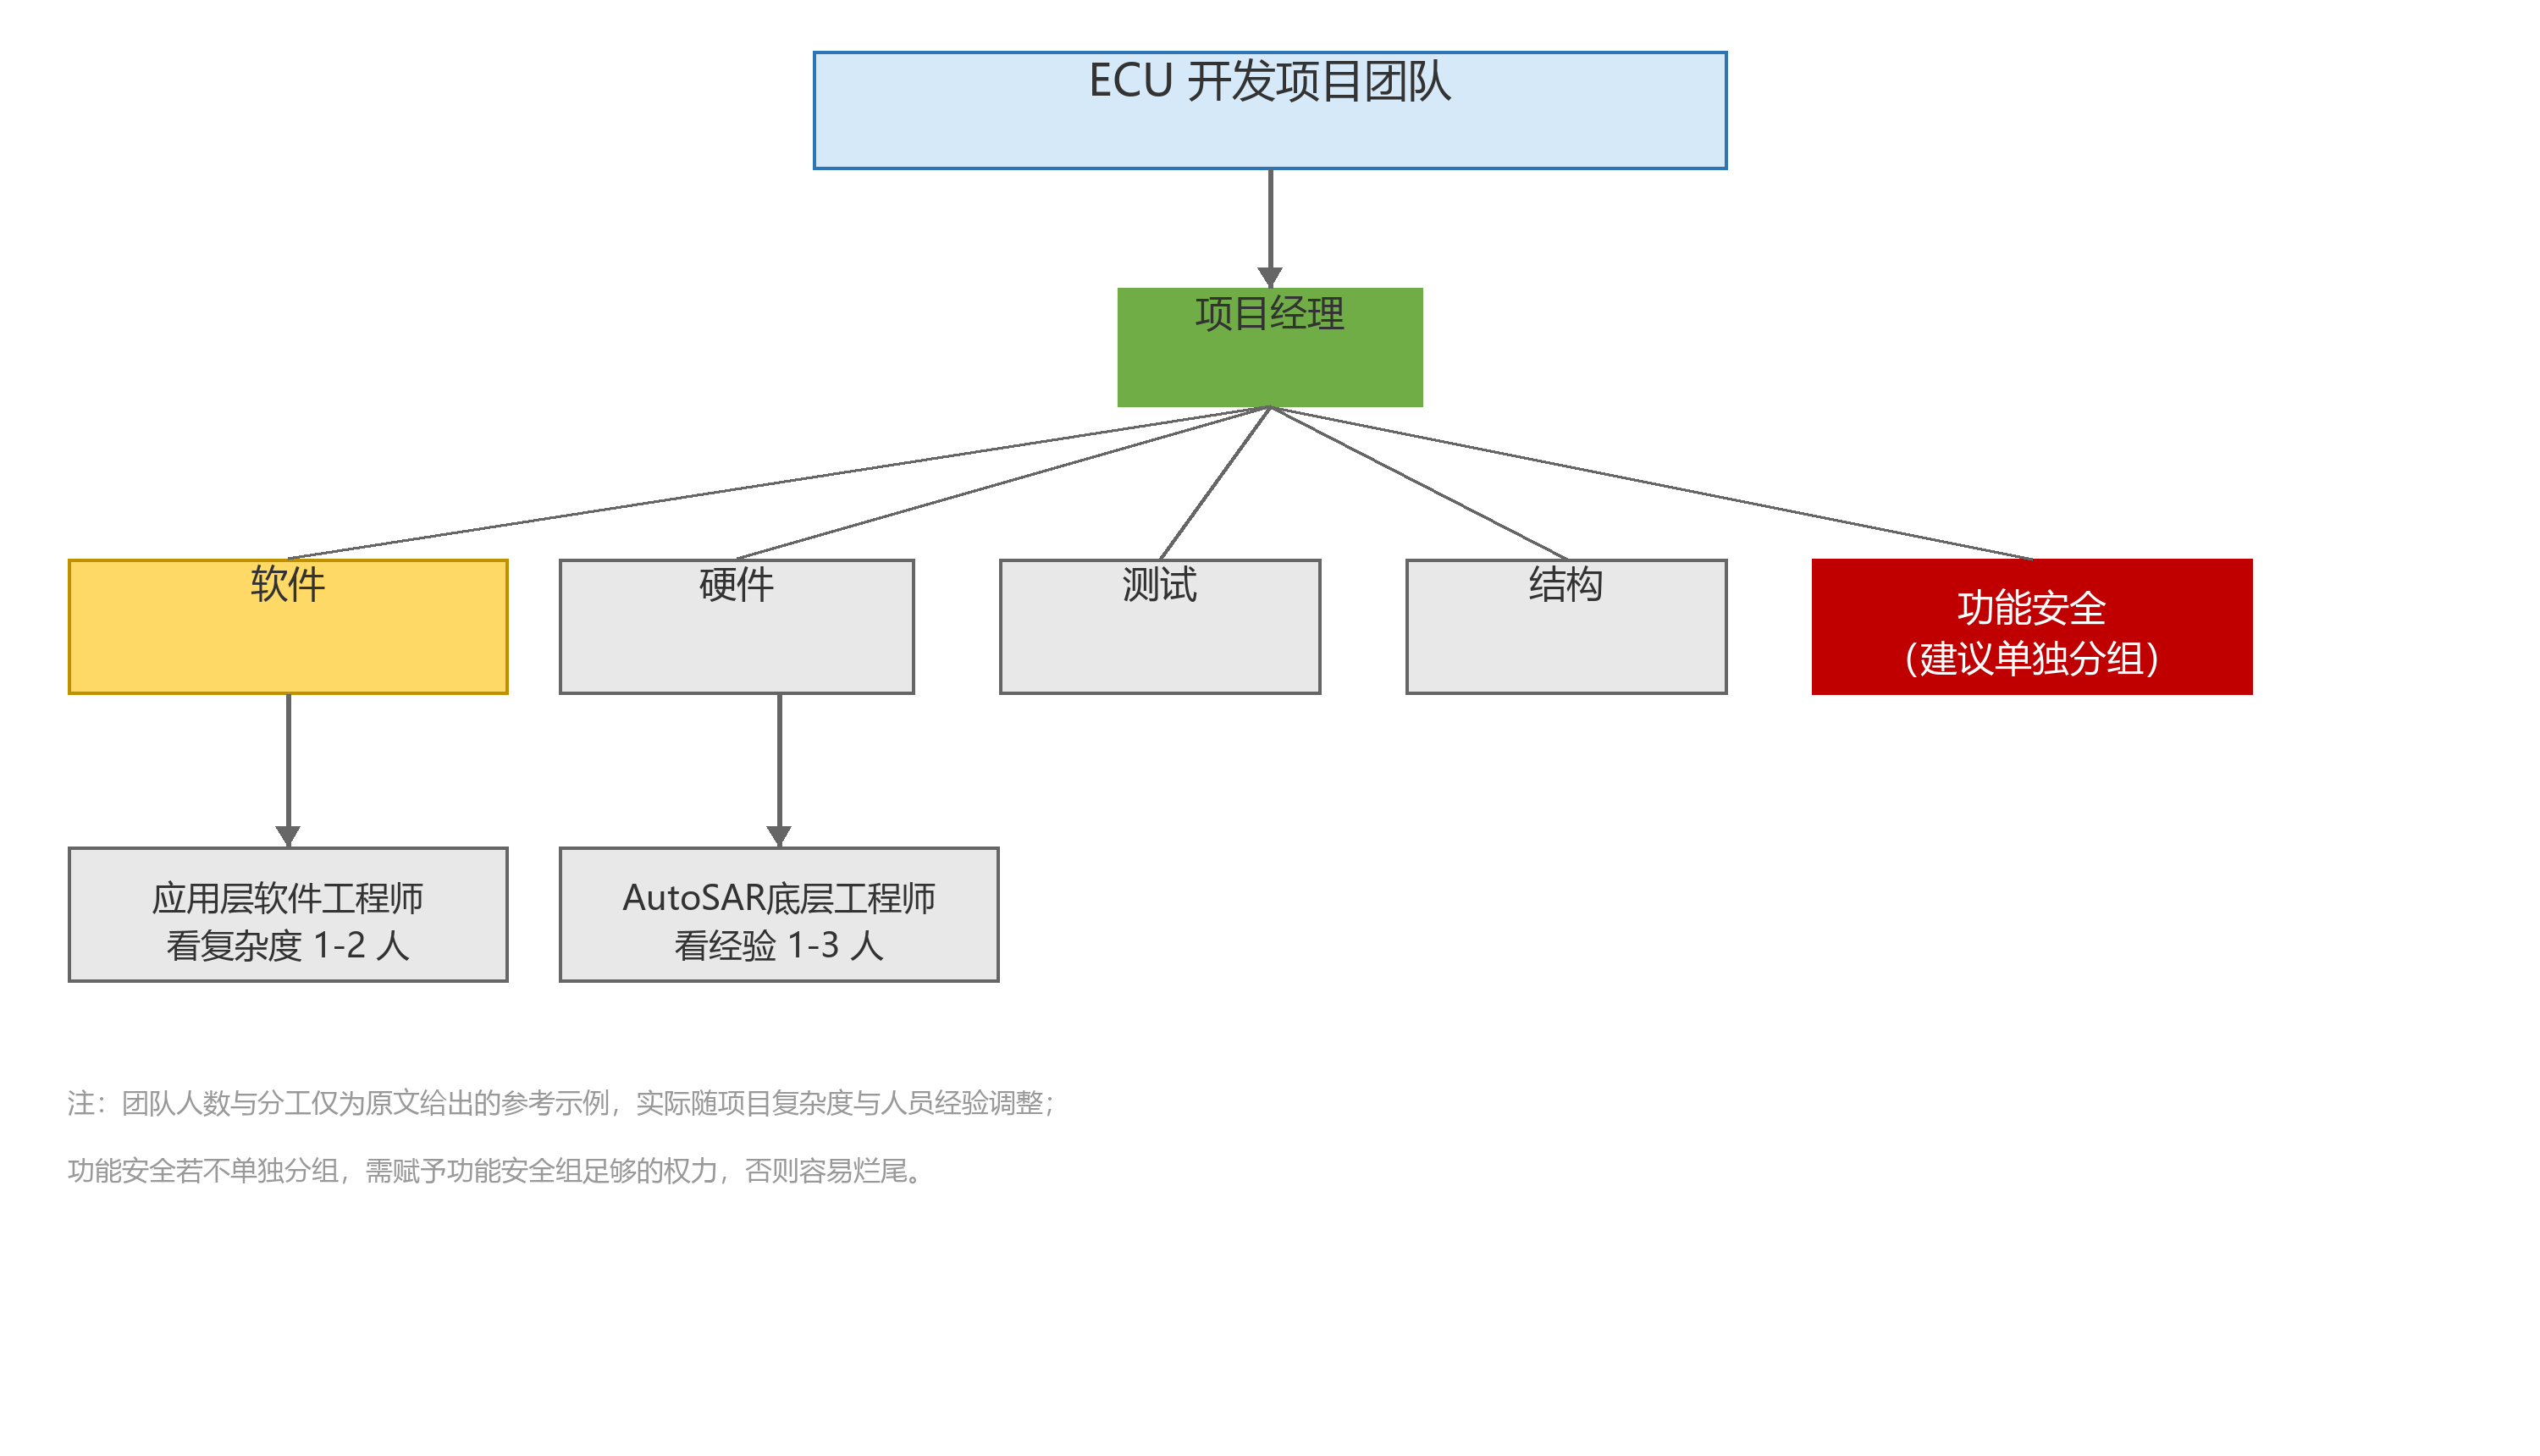 ECU 开发项目团队
项目经理
软件
硬件
测试
结构
功能安全
（建议单独分组）
应用层软件工程师
看复杂度 1-2 人
AutoSAR底层工程师
看经验 1-3 人
注：团队人数与分工仅为原文给出的参考示例，实际随项目复杂度与人员经验调整；
功能安全若不单独分组，需赋予功能安全组足够的权力，否则容易烂尾。